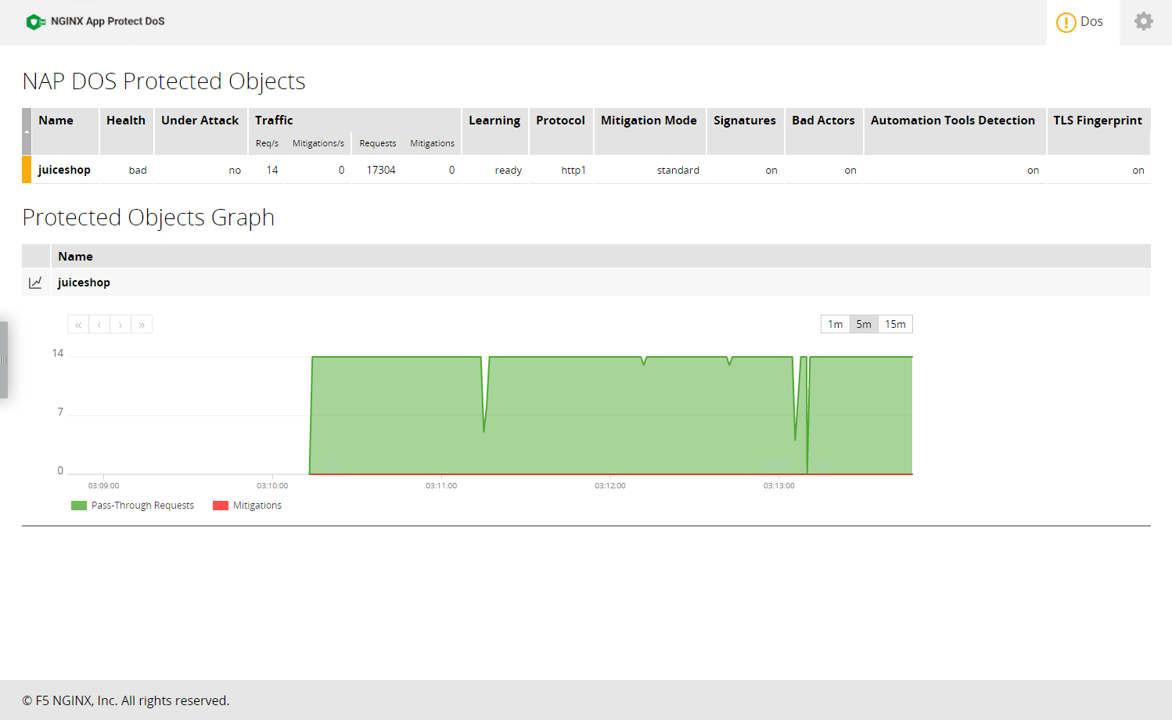 NGINX App Protect DoS
Dos
NAP DOS Protected Objects
Name Health Under Attack Traffic Learning Protocol Mitigation Mode Signatures Bad Actors Automation Tools Detection TLS Fingerprint
Req/s Mitigations/s Requests Mitigations
juiceshop bad no 14 0 17304 0 ready http1 standard on on on on
Protected Objects Graph
Name
juiceshop
« ‹ › » 1m 5m 15m
14
7
0
03:09:00 03:10:00 03:11:00 03:12:00 03:13:00
Pass-Through Requests Mitigations
© F5 NGINX, Inc. All rights reserved.